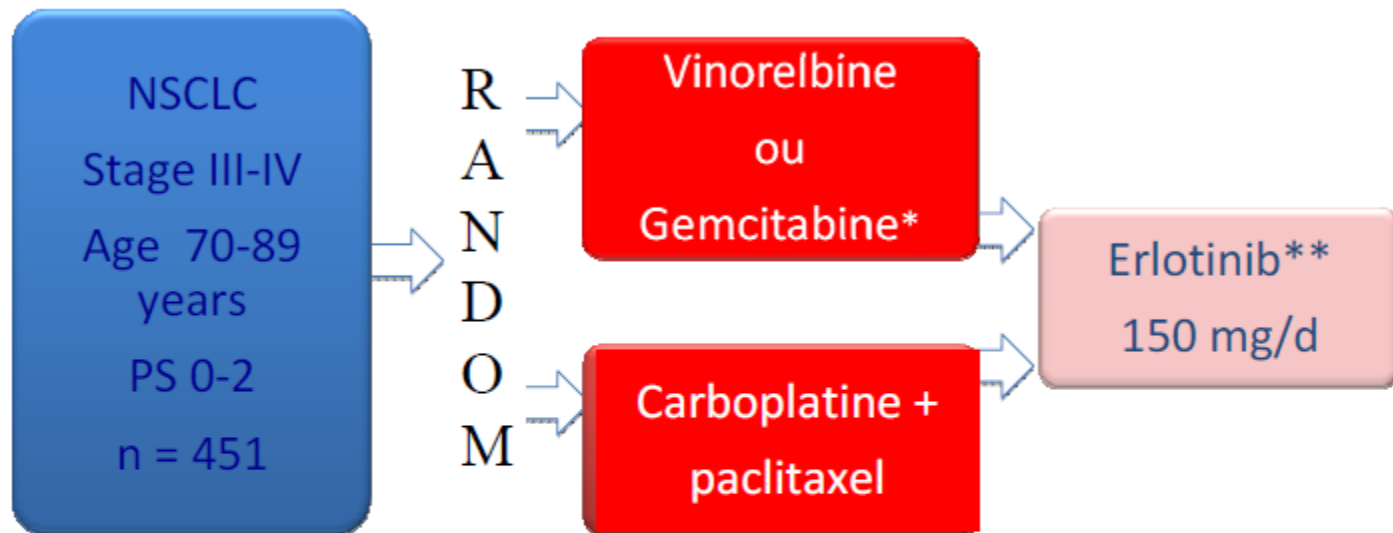 NSCLC
Stage III-IV
Age 70-89
years
PS 0-2
n = 451
R
A
N
D
O
M
Vinorelbine
ou
Gemcitabine*
Carboplatine +
paclitaxel
Erlotinib**
150 mg/d